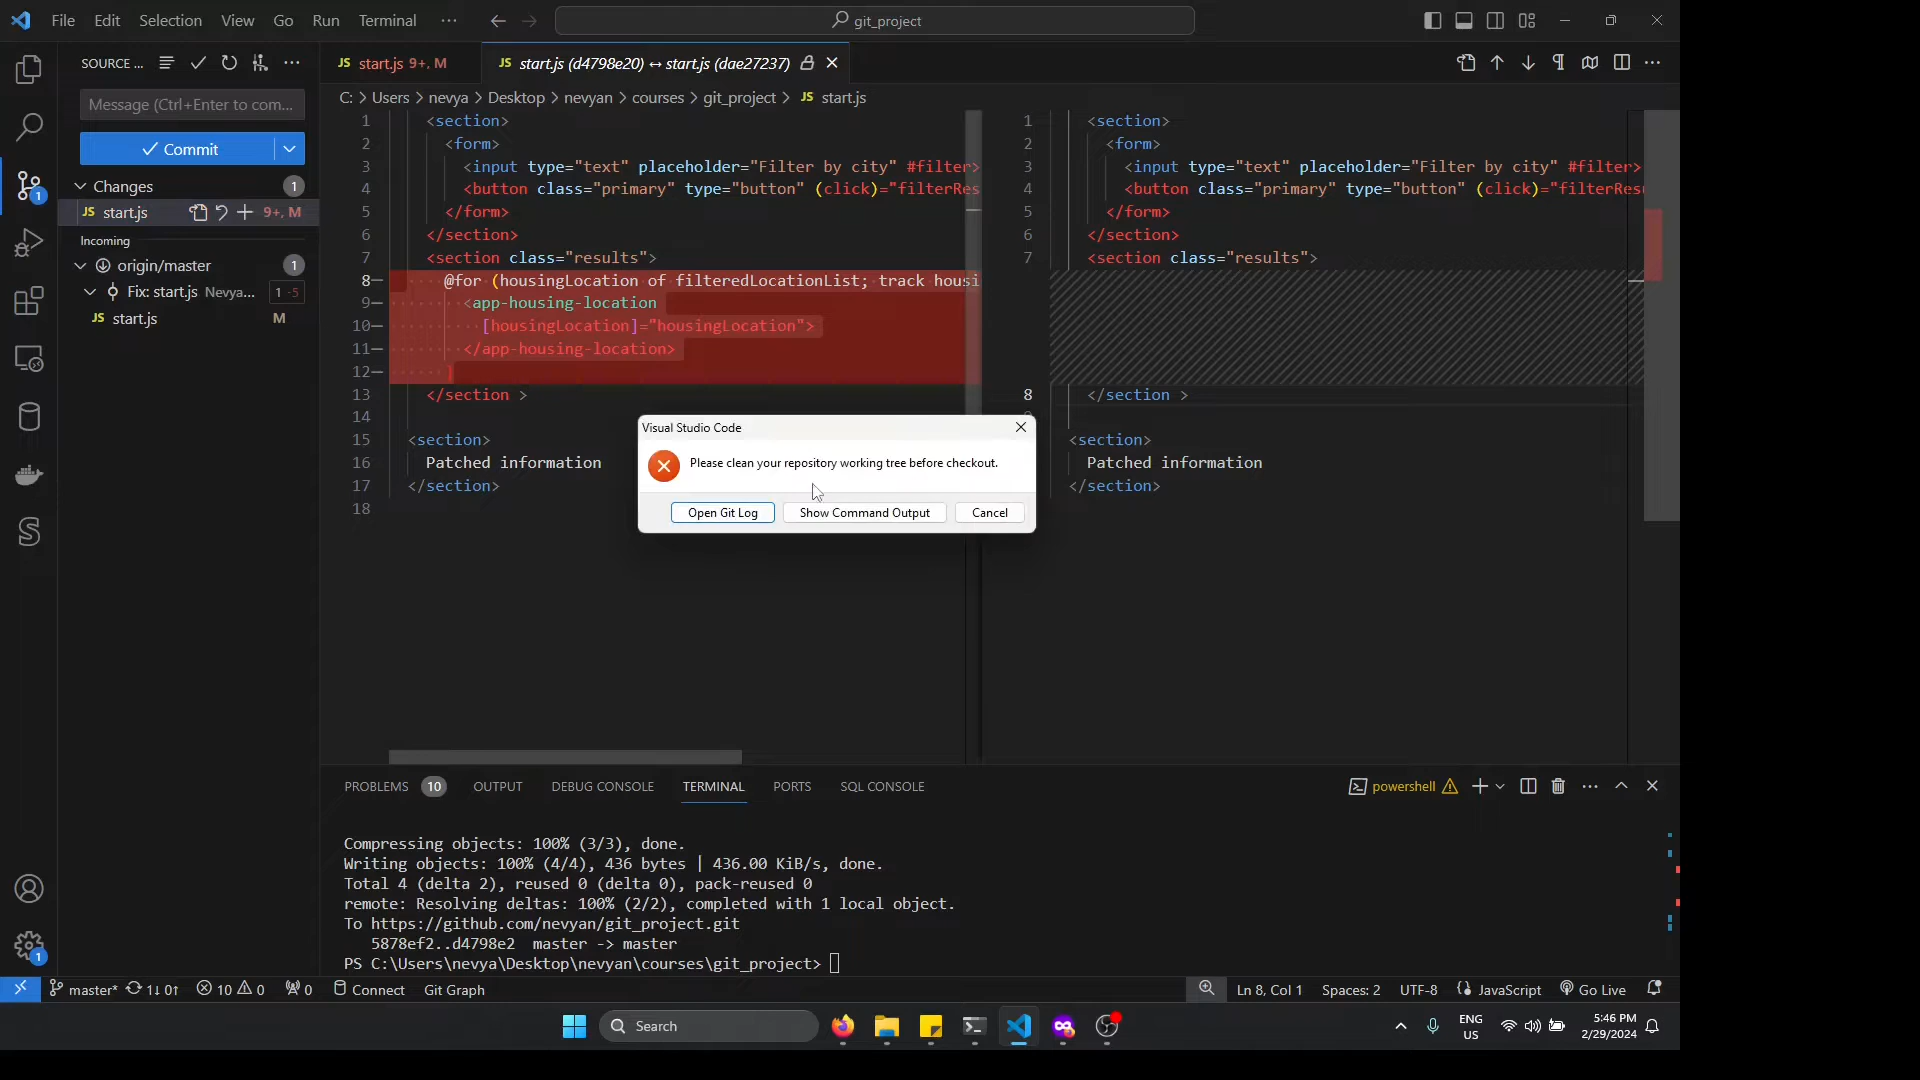 File Edit Selection View Go Run Terminal ··· git_project
SOURCE ...
Message (Ctrl+Enter to com...
Commit
Changes 1
JS start.js 9+, M
Incoming
origin/master 1
Fix: start.js Nevya... 1 -5
JS start.js M
1
1
JS start.js 9+, M
JS start.js (d4798e20) ↔ start.js (dae27237)
C: > Users > nevya > Desktop > nevyan > courses > git_project > JS start.js
1 <section>
2 <form>
3 <input type="text" placeholder="Filter by city" #filter>
4 <button class="primary" type="button" (click)="filterRes
5 </form>
6 </section>
7 <section class="results">
8— @for (housingLocation of filteredLocationList; track housi
9— <app-housing-location
10— [housingLocation]="housingLocation">
11— </app-housing-location>
12— }
13 </section >
14
15 <section>
16 Patched information
17 </section>
18
1 <section>
2 <form>
3 <input type="text" placeholder="Filter by city" #filter>
4 <button class="primary" type="button" (click)="filterRes
5 </form>
6 </section>
7 <section class="results">
8 </section >
<section>
Patched information
</section>
Visual Studio Code
Please clean your repository working tree before checkout.
Open Git Log Show Command Output Cancel
PROBLEMS 10 OUTPUT DEBUG CONSOLE TERMINAL PORTS SQL CONSOLE
powershell
Compressing objects: 100% (3/3), done.
Writing objects: 100% (4/4), 436 bytes | 436.00 KiB/s, done.
Total 4 (delta 2), reused 0 (delta 0), pack-reused 0
remote: Resolving deltas: 100% (2/2), completed with 1 local object.
To https://github.com/nevyan/git_project.git
5878ef2..d4798e2 master -> master
PS C:\Users\nevya\Desktop\nevyan\courses\git_project>
master* 1↓ 0↑ 10 0 0 Connect Git Graph
Ln 8, Col 1 Spaces: 2 UTF-8 JavaScript Go Live
Search
ENG
US
5:46 PM
2/29/2024